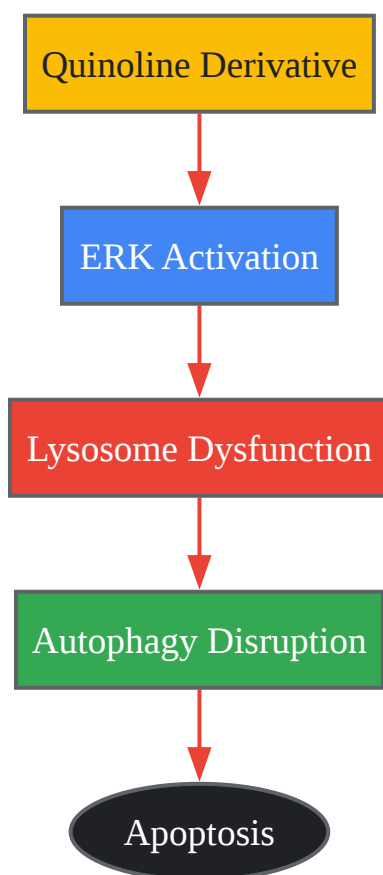 Quinoline Derivative
ERK Activation
Lysosome Dysfunction
Autophagy Disruption
Apoptosis